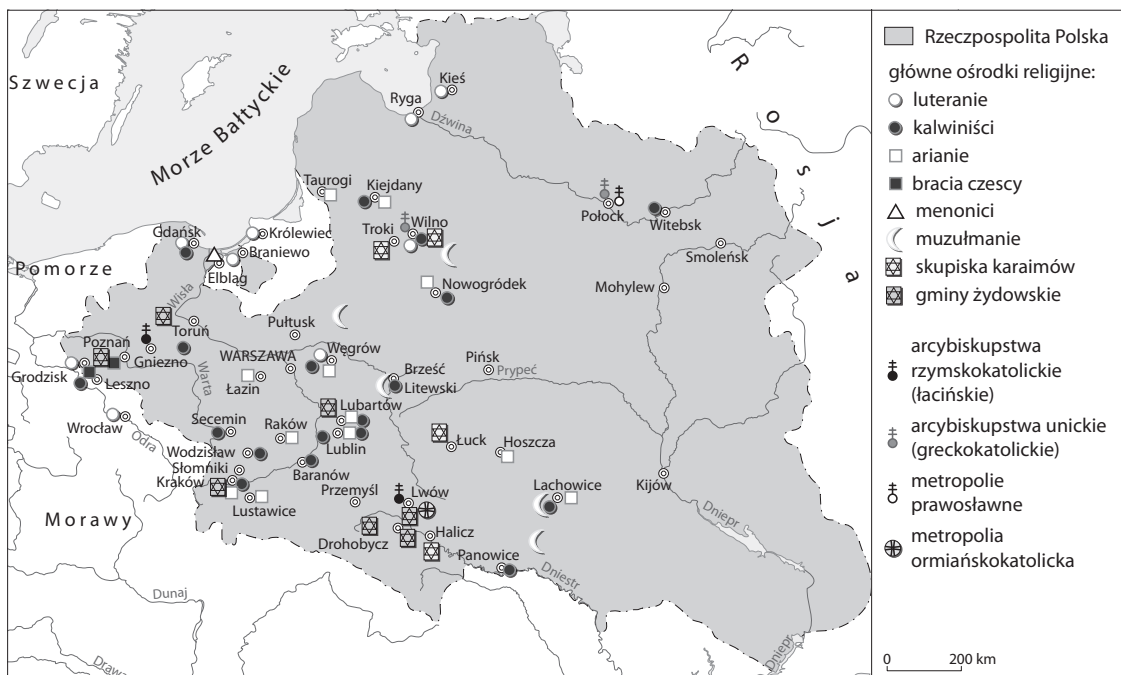 Szwecja
Morze Bałtyckie
Rosja
Kieś
Ryga
Dźwina
Taurogi
Kiejdany
Połock
Witebsk
Troki
Wilno
Smoleńsk
Gdańsk
Królewiec
Braniewo
Pomorze
Elbląg
Nowogródek
Mohylew
Wisła
Toruń
Pułtusk
Poznań
Gniezno
WARSZAWA
Węgrów
Brześć
Litewski
Pińsk
Prypeć
Grodzisk
Leszno
Warta
Łazin
Wrocław
Odra
Lubartów
Secemin
Raków
Lublin
Łuck
Hoszcza
Wodzisław
Słomniki
Kraków
Baranów
Kijów
Lustawice
Przemyśl
Lwów
Lachowice
Morawy
Drohobycz
Halicz
Panowice
Dniestr
Dniepr
Dunaj
Drawa
Dniepr
Rzeczpospolita Polska
główne ośrodki religijne:
luteranie
kalwiniści
arianie
bracia czescy
menonici
muzułmanie
skupiska karaimów
gminy żydowskie
arcybiskupstwa
rzymskokatolickie
(łacińskie)
arcybiskupstwa unickie
(greckokatolickie)
metropolie
prawosławne
metropolia
ormiańskokatolicka
0 200 km